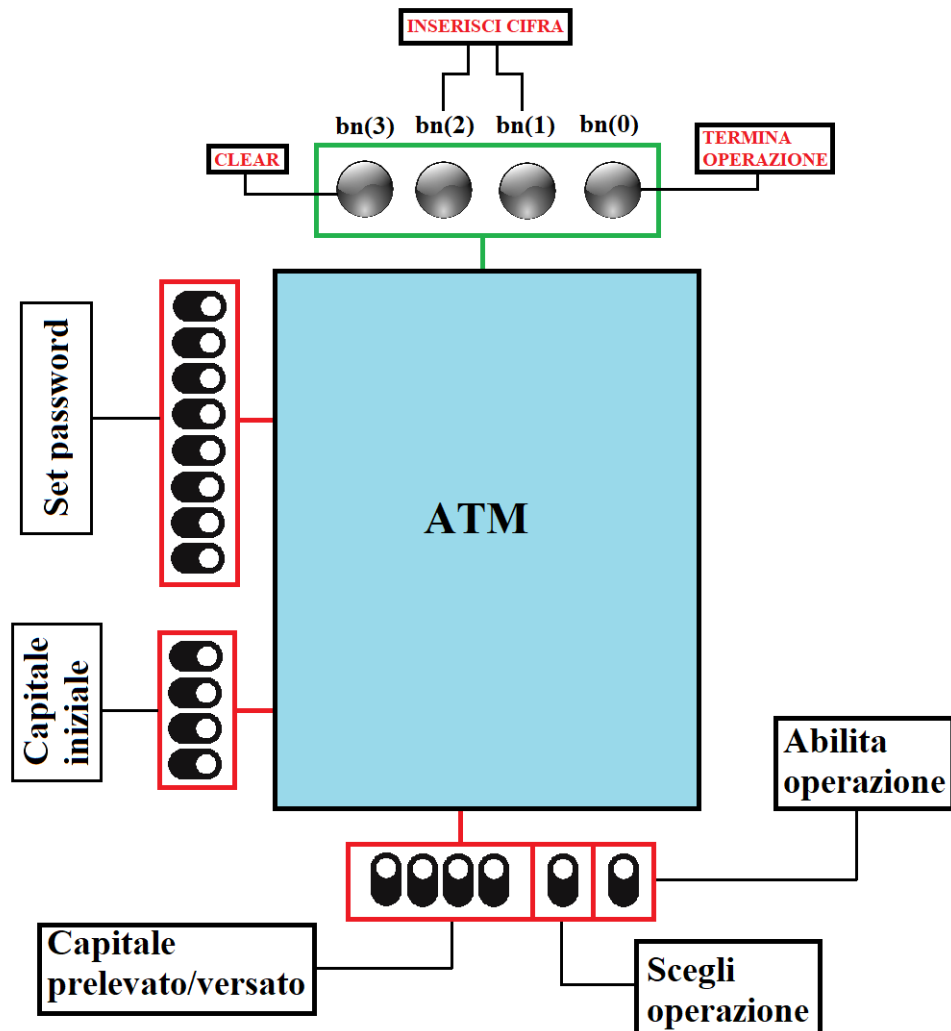 INSERISCI CIFRA
bn(3) bn(2) bn(1) bn(0)
CLEAR
TERMINA
OPERAZIONE
Set password
ATM
Capitale
iniziale
Abilita
operazione
Capitale
prelevato/versato
Scegli
operazione